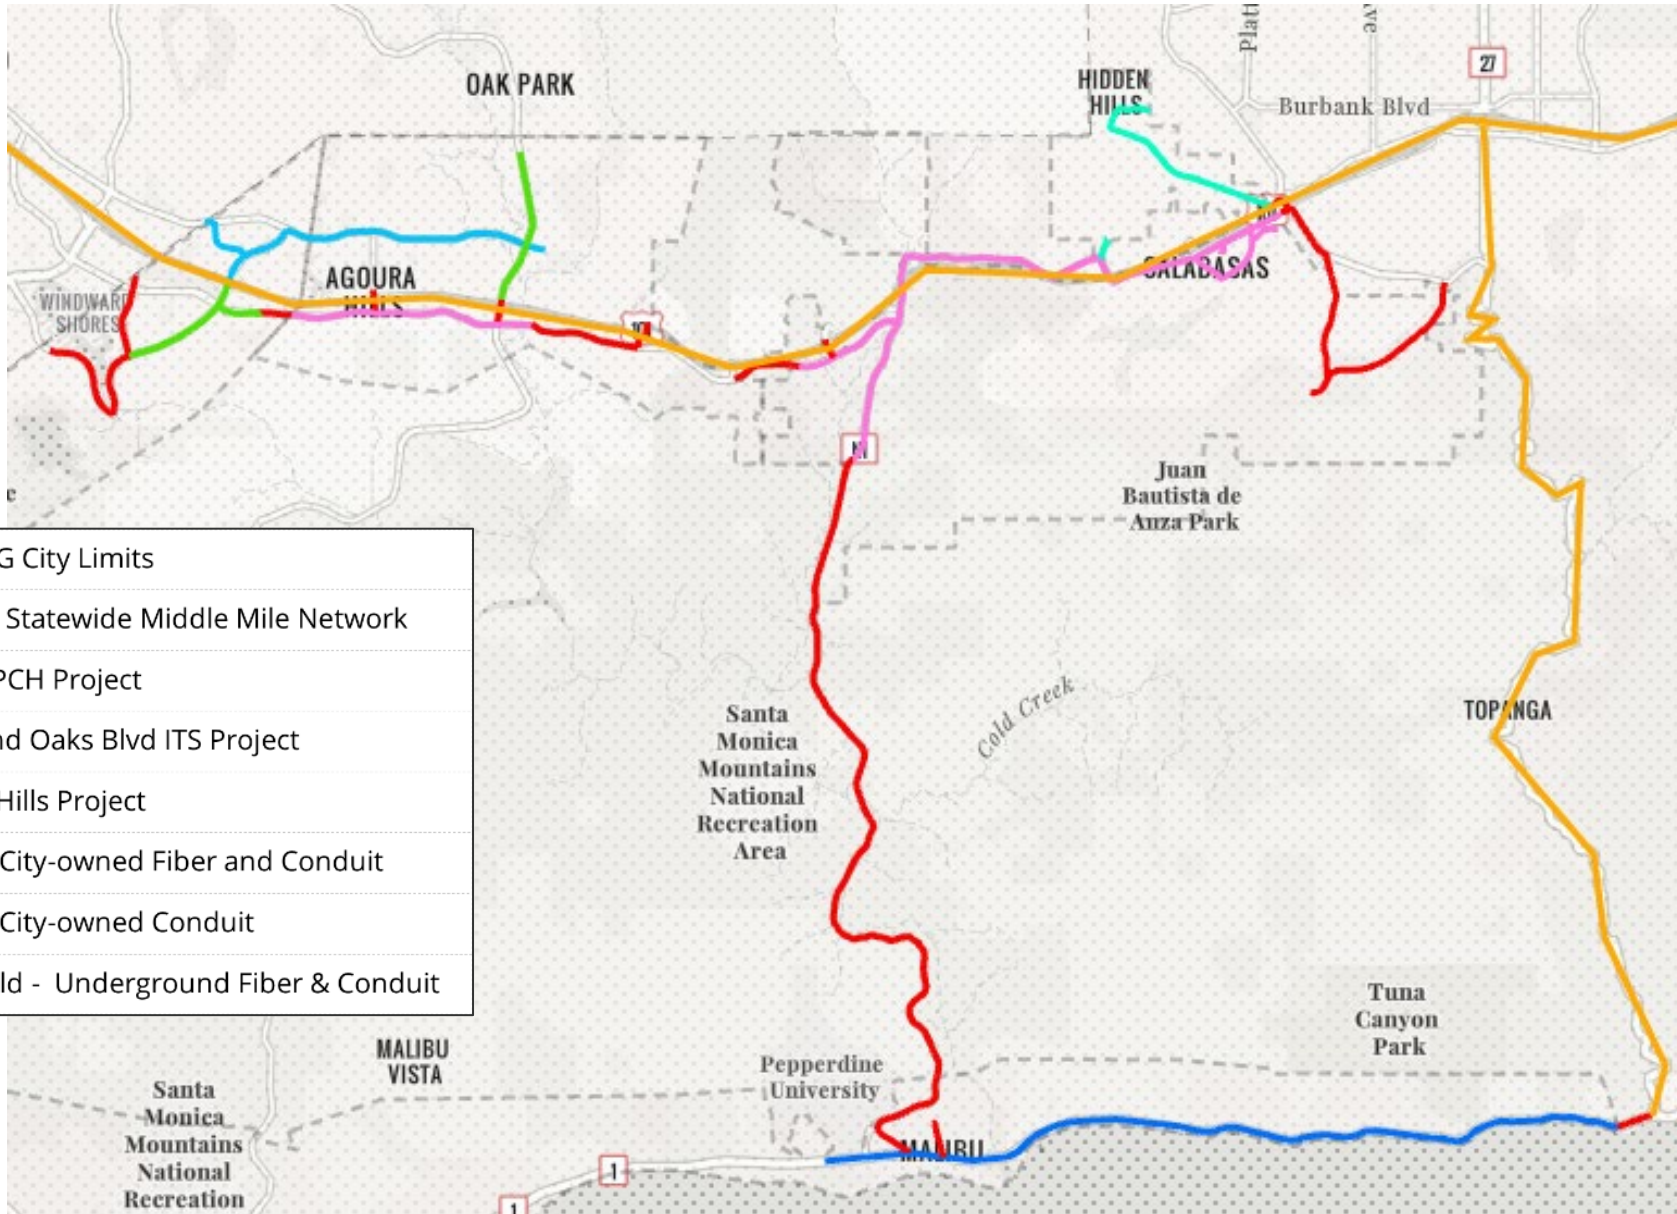 27
OAK PARK
HIDDEN
HILLS
Burbank Blvd
AGOURA
HILLS
CALABASAS
WINDWARD
SHORES
Juan
Bautista de
Anza Park
G City Limits
Statewide Middle Mile Network
PCH Project
nd Oaks Blvd ITS Project
Hills Project
City-owned Fiber and Conduit
City-owned Conduit
ld - Underground Fiber & Conduit
Cold Creek
TOPANGA
Santa
Monica
Mountains
National
Recreation
Area
Tuna
Canyon
Park
MALIBU
VISTA
Pepperdine
University
Santa
Monica
Mountains
National
Recreation
MALIBU
1
1